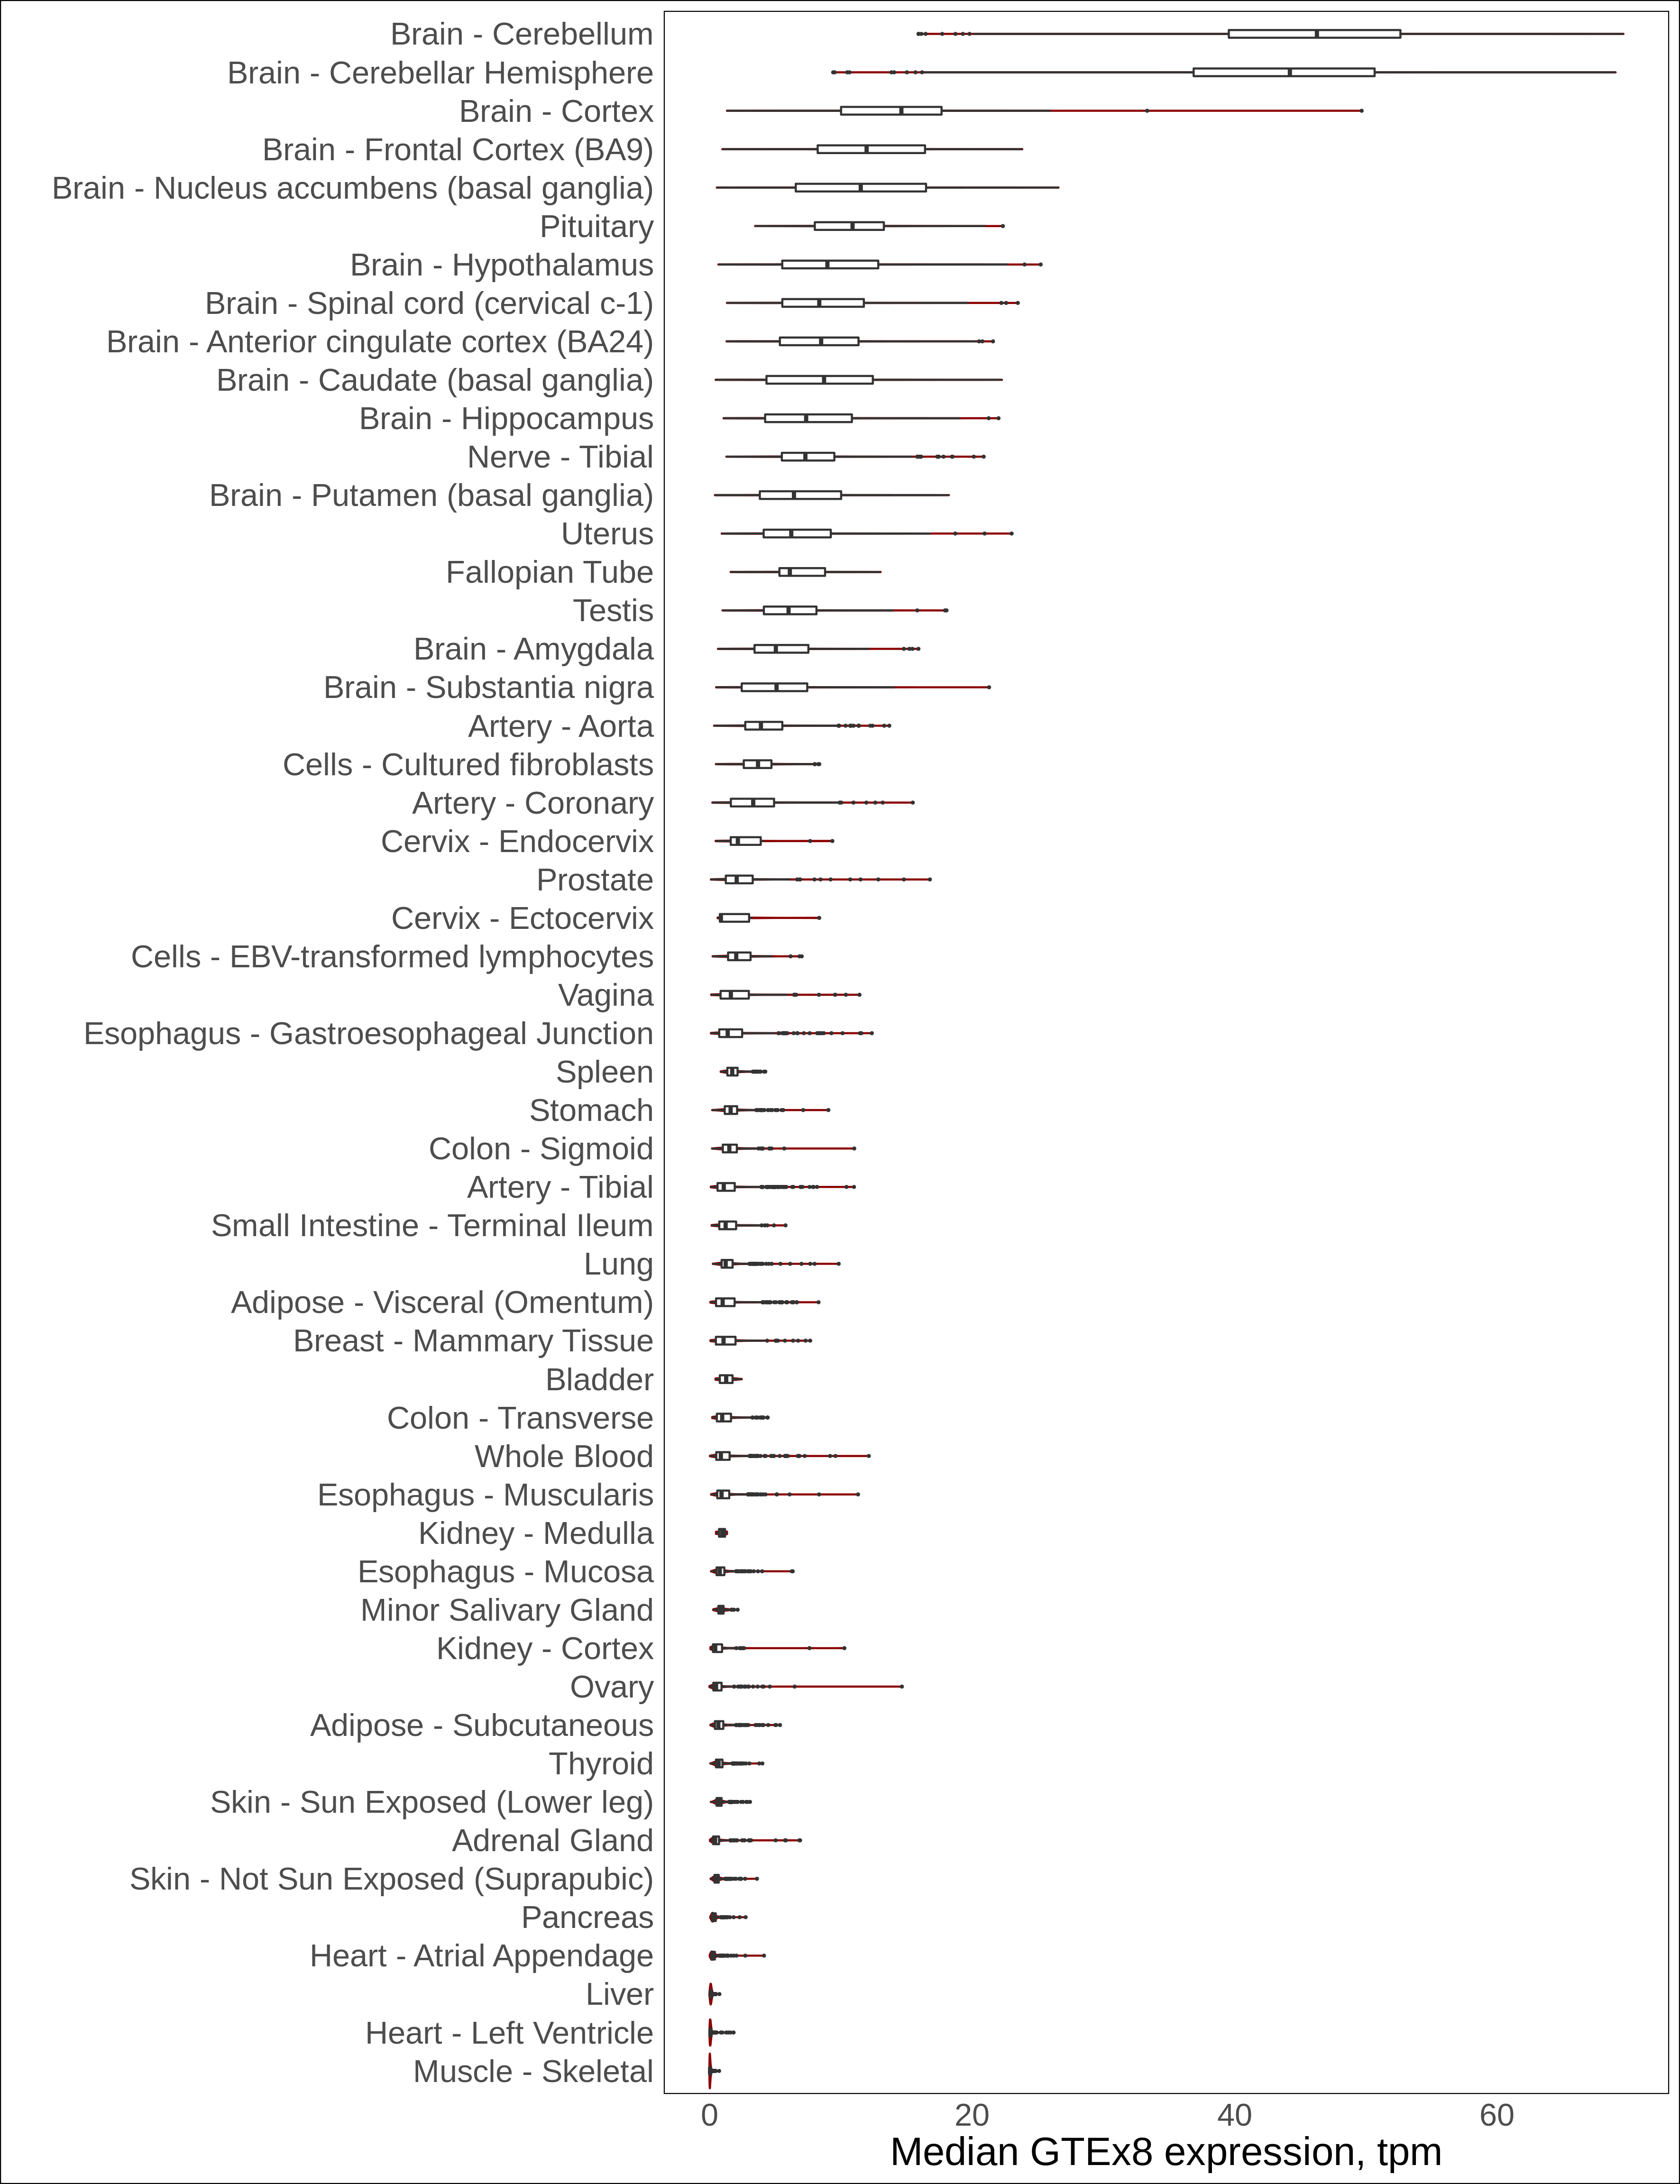 Brain - Cerebellum
Brain - Cerebellar Hemisphere
Brain - Cortex
Brain - Frontal Cortex (BA9)
Brain - Nucleus accumbens (basal ganglia)
Pituitary
Brain - Hypothalamus
Brain - Spinal cord (cervical c-1)
Brain - Anterior cingulate cortex (BA24)
Brain - Caudate (basal ganglia)
Brain - Hippocampus
Nerve - Tibial
Brain - Putamen (basal ganglia)
Uterus
Fallopian Tube
Testis
Brain - Amygdala
Brain - Substantia nigra
Artery - Aorta
Cells - Cultured fibroblasts
Artery - Coronary
Cervix - Endocervix
Prostate
Cervix - Ectocervix
Cells - EBV-transformed lymphocytes
Vagina
Esophagus - Gastroesophageal Junction
Spleen
Stomach
Colon - Sigmoid
Artery - Tibial
Small Intestine - Terminal Ileum
Lung
Adipose - Visceral (Omentum)
Breast - Mammary Tissue
Bladder
Colon - Transverse
Whole Blood
Esophagus - Muscularis
Kidney - Medulla
Esophagus - Mucosa
Minor Salivary Gland
Kidney - Cortex
Ovary
Adipose - Subcutaneous
Thyroid
Skin - Sun Exposed (Lower leg)
Adrenal Gland
Skin - Not Sun Exposed (Suprapubic)
Pancreas
Heart - Atrial Appendage
Liver
Heart - Left Ventricle
Muscle - Skeletal
0 20 40 60
Median GTEx8 expression, tpm